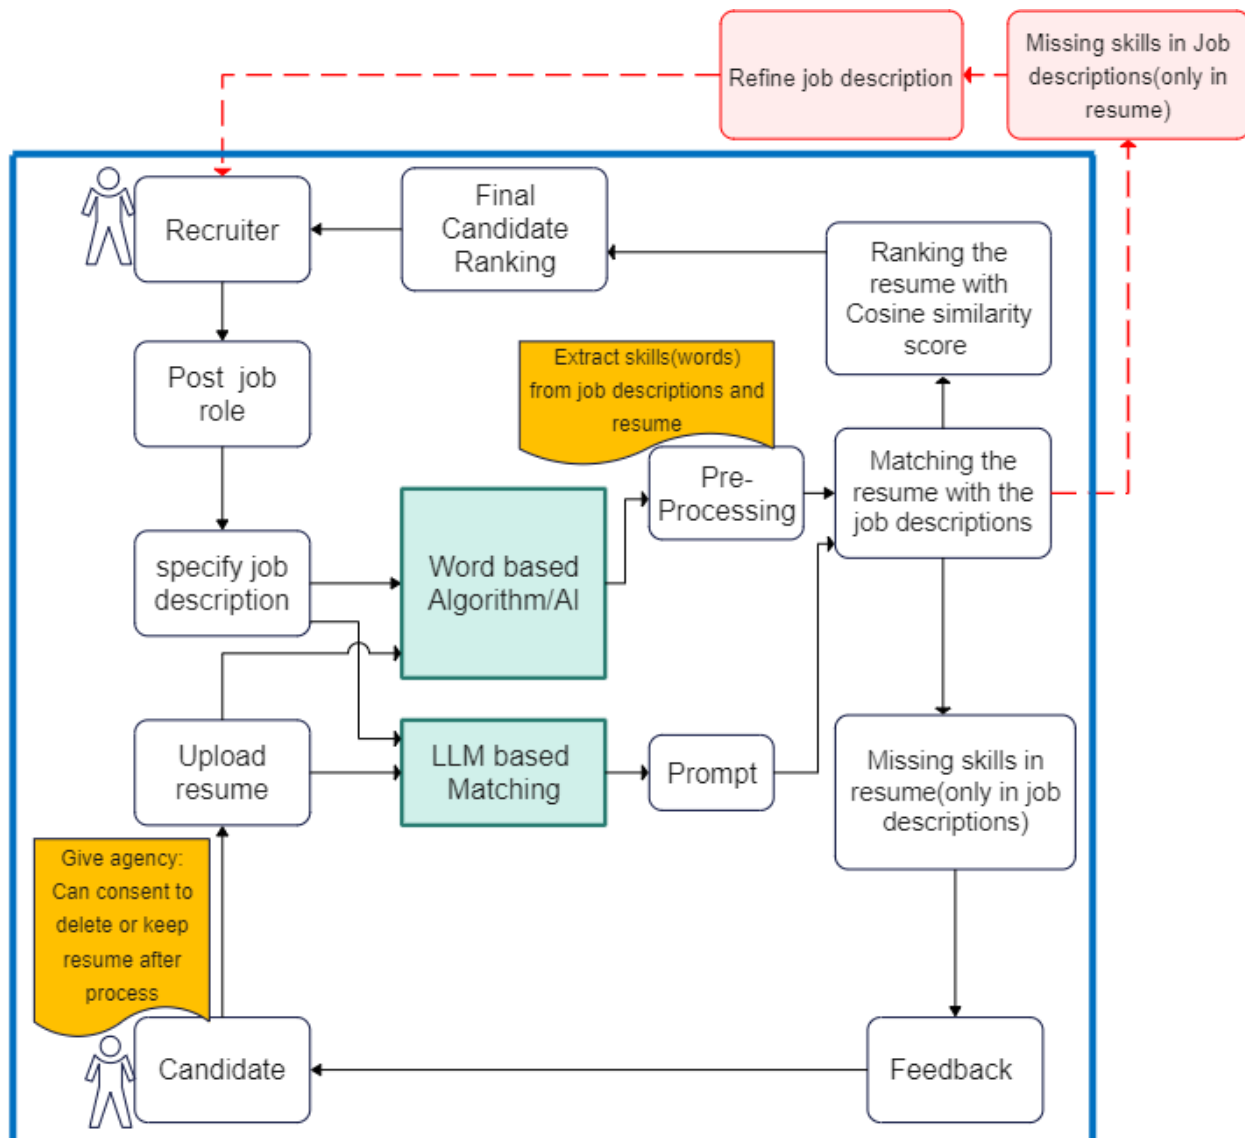 Missing skills in Job
descriptions(only in
resume)
Refine job description
Recruiter
Final
Candidate
Ranking
Ranking the
resume with
Cosine similarity
score
Post job
role
Extract skills(words)
from job descriptions and
resume
Pre-
Processing
Matching the
resume with the
job descriptions
specify job
description
Word based
Algorithm/AI
Upload
resume
LLM based
Matching
Prompt
Missing skills in
resume(only in job
descriptions)
Give agency:
Can consent to
delete or keep
resume after
process
Candidate
Feedback